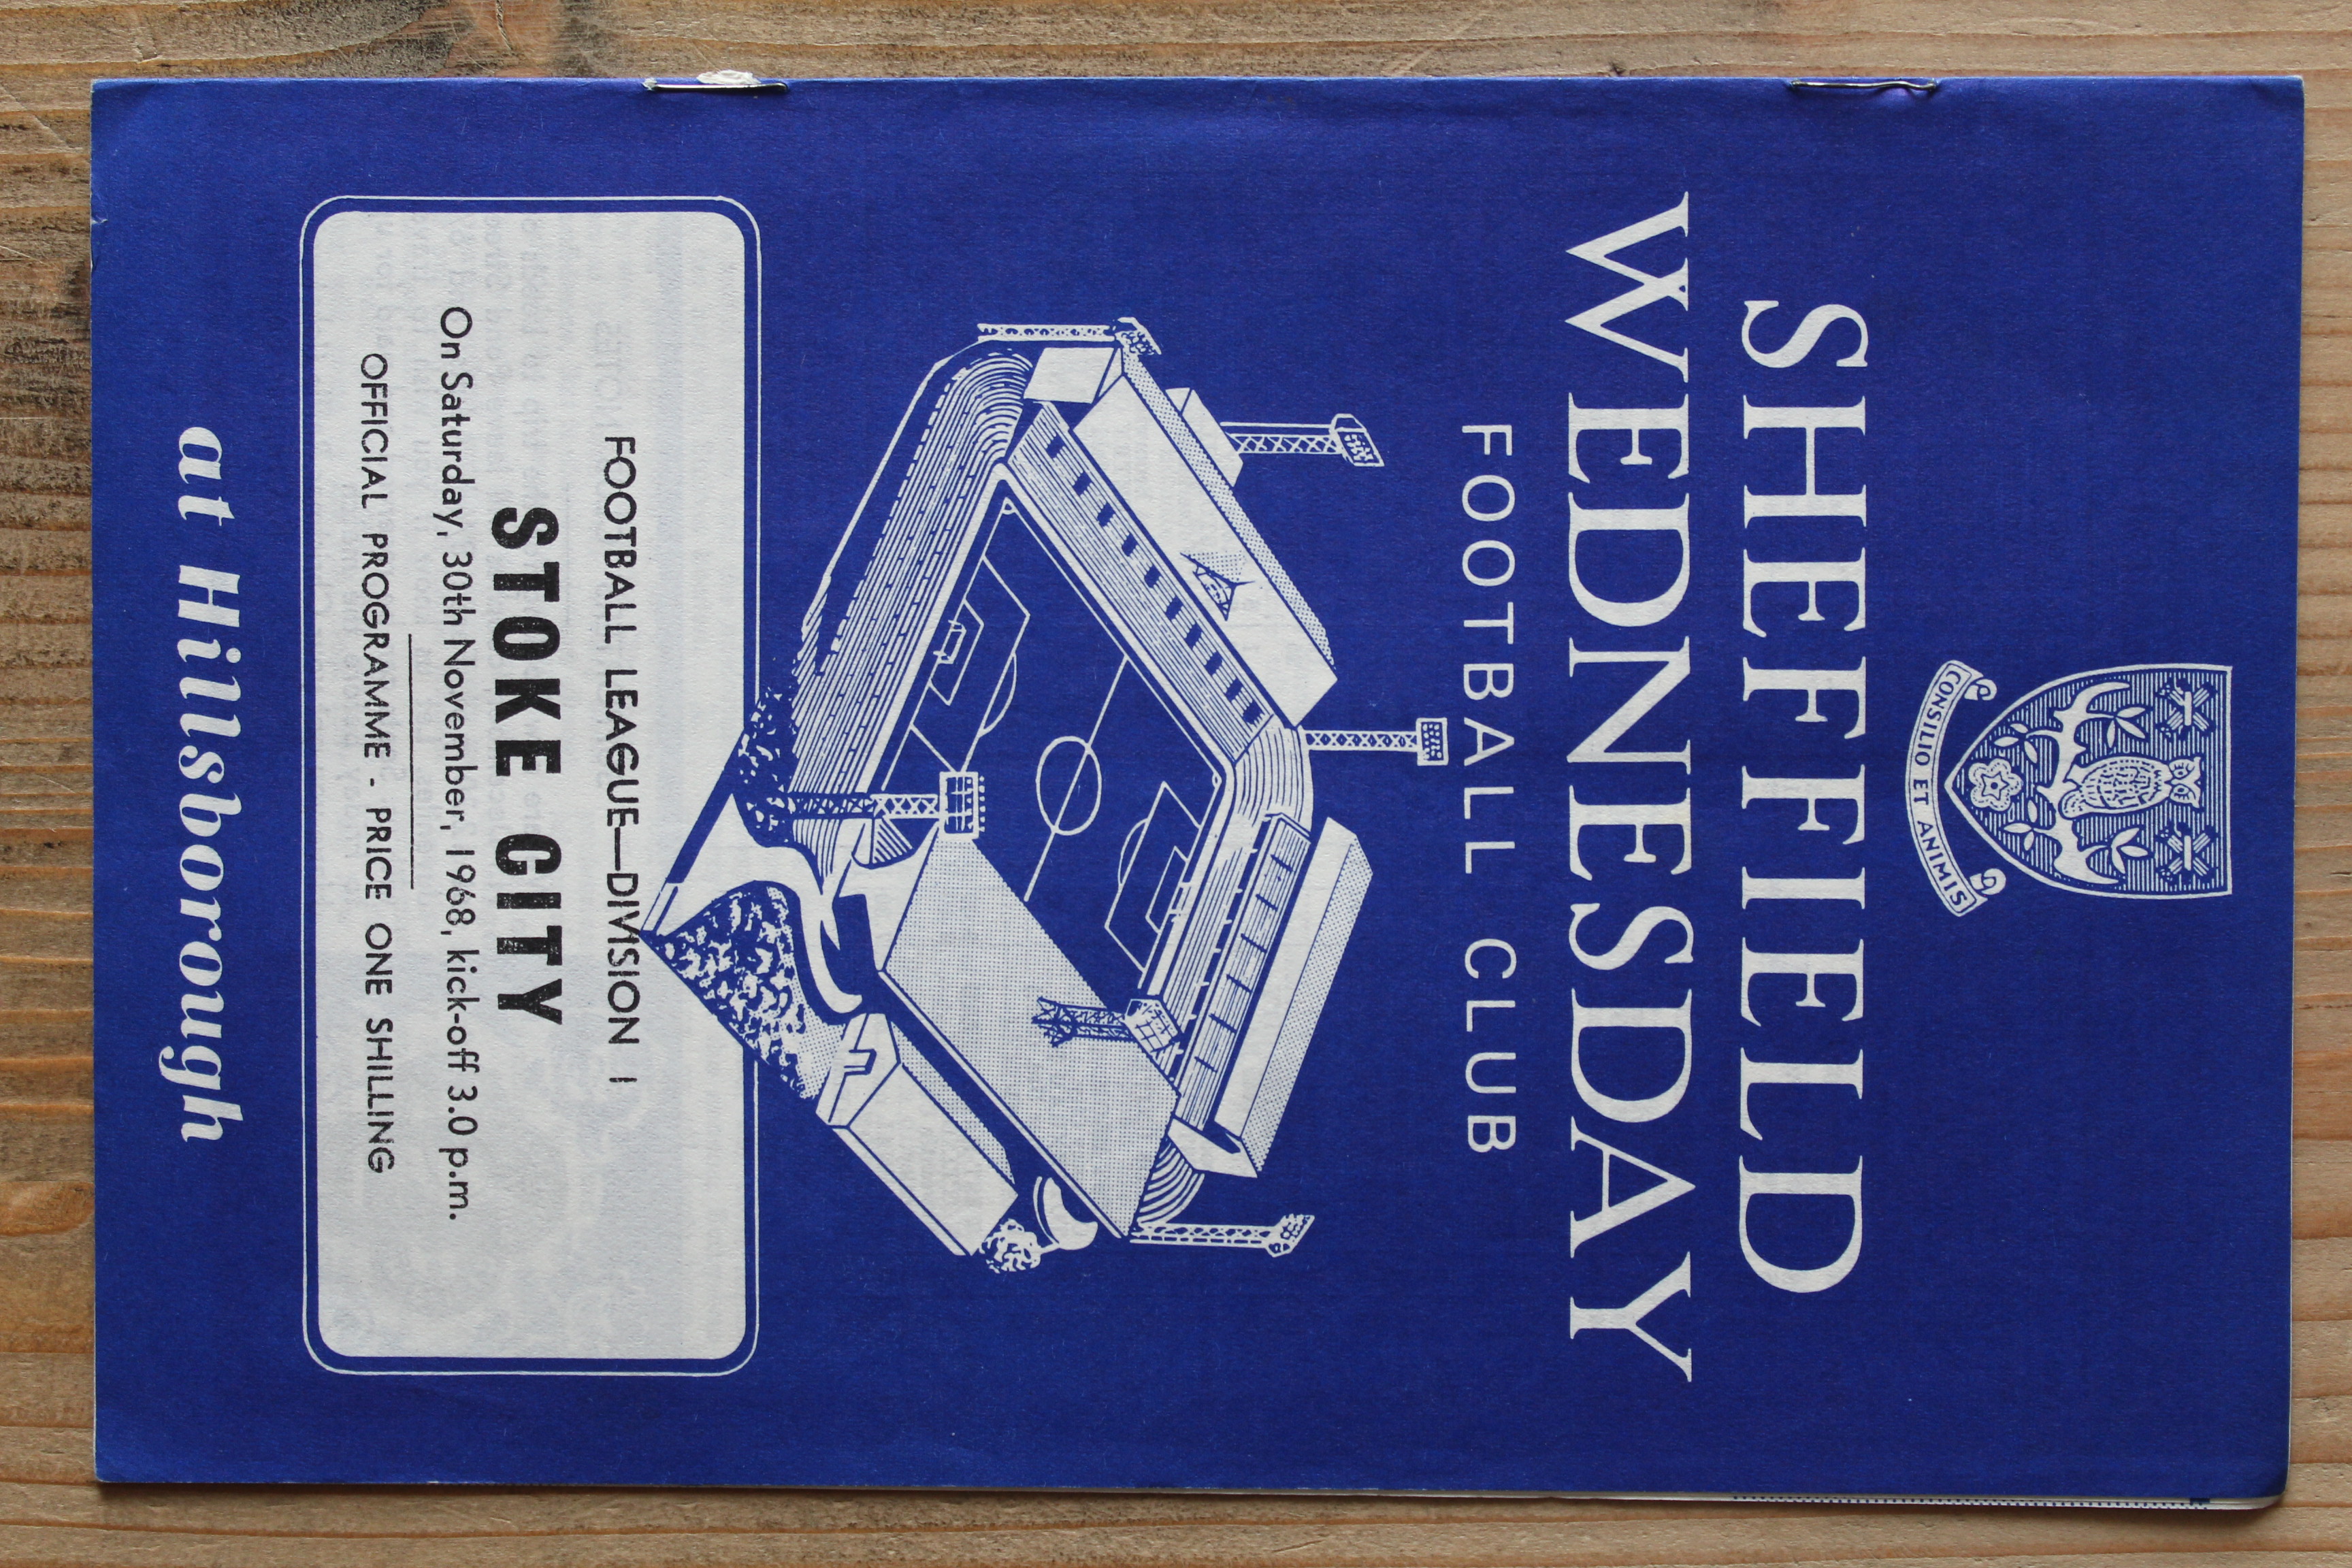 CONSILIO ET ANIMIS
SHEFFIELD
WEDNESDAY
FOOTBALL CLUB
FOOTBALL LEAGUE—DIVISION 1
STOKE CITY
On Saturday, 30th November, 1968, kick-off 3.0 p.m.
OFFICIAL PROGRAMME - PRICE ONE SHILLING
at Hillsborough